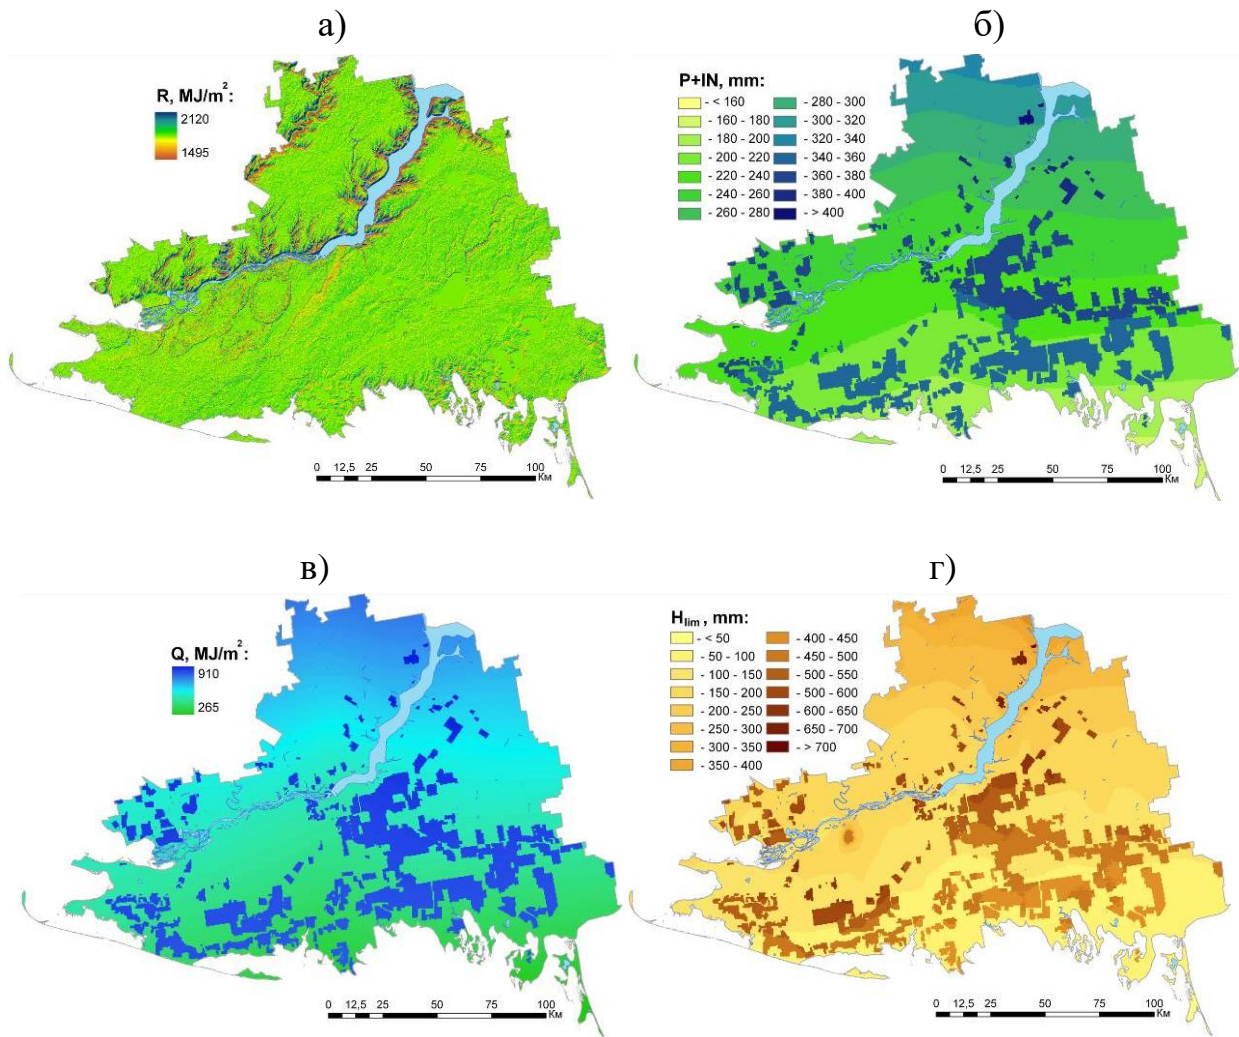 а)
R, MJ/m²:
2120
1495
0 12,5 25 50 75 100
Км
б)
P+IN, mm:
- < 160
- 160 - 180
- 180 - 200
- 200 - 220
- 220 - 240
- 240 - 260
- 260 - 280
- 280 - 300
- 300 - 320
- 320 - 340
- 340 - 360
- 360 - 380
- 380 - 400
- > 400
0 12,5 25 50 75 100
Км
в)
Q, MJ/m²:
910
265
0 12,5 25 50 75 100
Км
г)
Hlim , mm:
- < 50
- 50 - 100
- 100 - 150
- 150 - 200
- 200 - 250
- 250 - 300
- 300 - 350
- 350 - 400
- 400 - 450
- 450 - 500
- 500 - 550
- 500 - 600
- 600 - 650
- 650 - 700
- > 700
0 12,5 25 50 75 100
Км